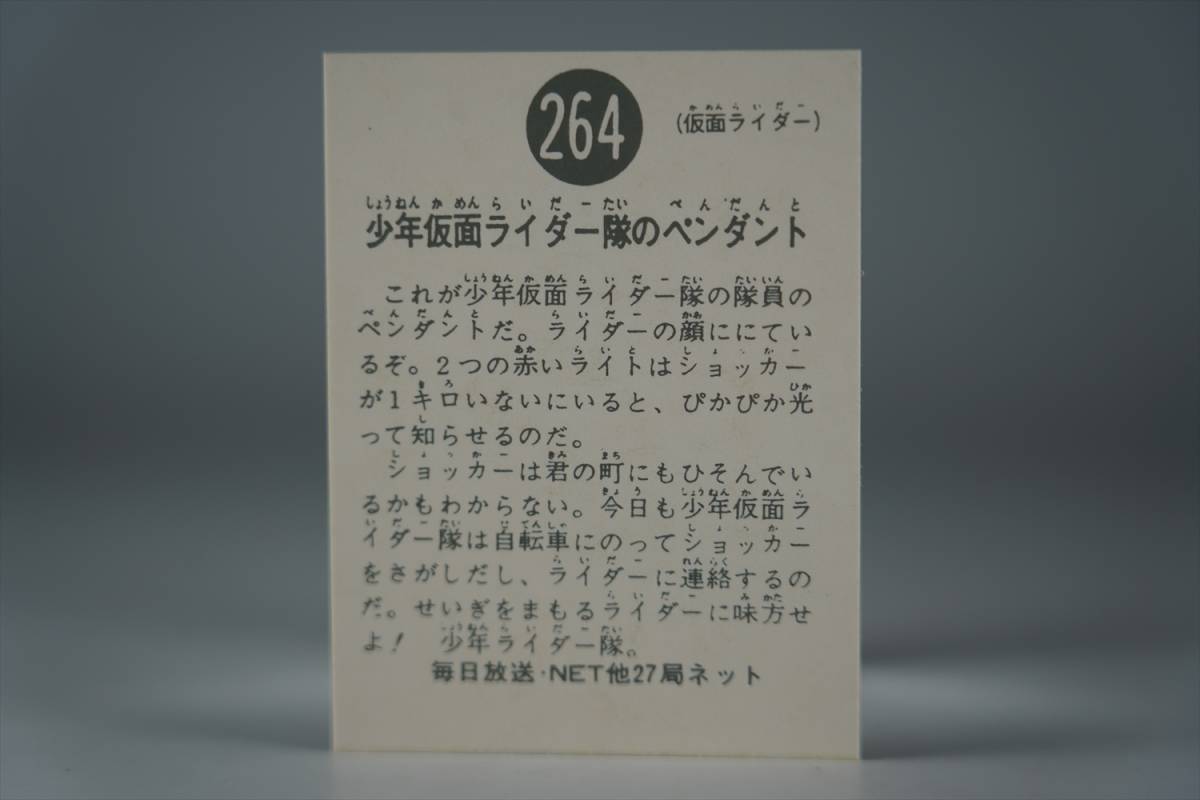 264
(仮面ライダー)
少年仮面ライダー隊のペンダント
これが少年仮面ライダー隊の隊員の
ペンダントだ。ライダーの顔ににてい
るぞ。2つの赤いライトはショッカー
が1キロいないにいると、ぴかぴか光
って知らせるのだ。
ショッカーは君の町にもひそんでい
るかもわからない。今日も少年仮面ラ
イダー隊は自転車にのってショッカー
をさがしだし、ライダーに連絡するの
だ。せいぎをまもるライダーに味方せ
よ! 少年ライダー隊。
毎日放送・NET他27局ネット